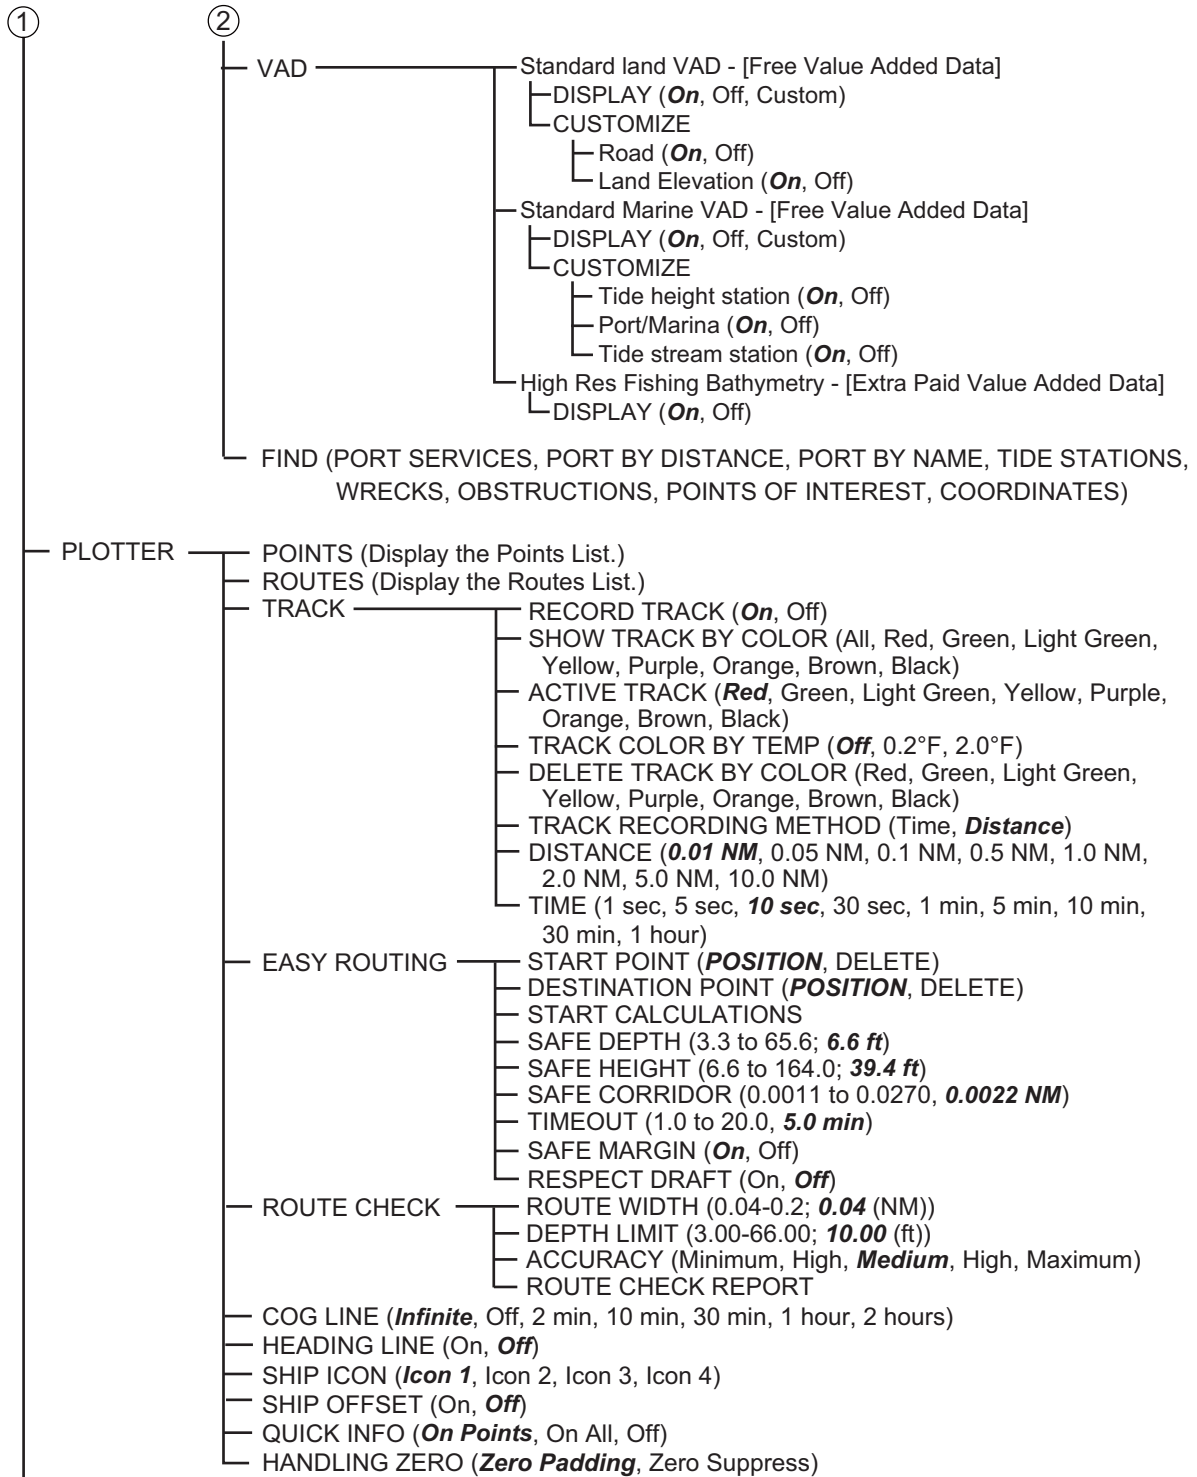 1 2
VAD
Standard land VAD - [Free Value Added Data]
DISPLAY (On, Off, Custom)
CUSTOMIZE
Road (On, Off)
Land Elevation (On, Off)
Standard Marine VAD - [Free Value Added Data]
DISPLAY (On, Off, Custom)
CUSTOMIZE
Tide height station (On, Off)
Port/Marina (On, Off)
Tide stream station (On, Off)
High Res Fishing Bathymetry - [Extra Paid Value Added Data]
DISPLAY (On, Off)
FIND (PORT SERVICES, PORT BY DISTANCE, PORT BY NAME, TIDE STATIONS,
WRECKS, OBSTRUCTIONS, POINTS OF INTEREST, COORDINATES)
PLOTTER
POINTS (Display the Points List.)
ROUTES (Display the Routes List.)
TRACK
RECORD TRACK (On, Off)
SHOW TRACK BY COLOR (All, Red, Green, Light Green,
Yellow, Purple, Orange, Brown, Black)
ACTIVE TRACK (Red, Green, Light Green, Yellow, Purple,
Orange, Brown, Black)
TRACK COLOR BY TEMP (Off, 0.2°F, 2.0°F)
DELETE TRACK BY COLOR (Red, Green, Light Green,
Yellow, Purple, Orange, Brown, Black)
TRACK RECORDING METHOD (Time, Distance)
DISTANCE (0.01 NM, 0.05 NM, 0.1 NM, 0.5 NM, 1.0 NM,
2.0 NM, 5.0 NM, 10.0 NM)
TIME (1 sec, 5 sec, 10 sec, 30 sec, 1 min, 5 min, 10 min,
30 min, 1 hour)
EASY ROUTING
START POINT (POSITION, DELETE)
DESTINATION POINT (POSITION, DELETE)
START CALCULATIONS
SAFE DEPTH (3.3 to 65.6; 6.6 ft)
SAFE HEIGHT (6.6 to 164.0; 39.4 ft)
SAFE CORRIDOR (0.0011 to 0.0270, 0.0022 NM)
TIMEOUT (1.0 to 20.0, 5.0 min)
SAFE MARGIN (On, Off)
RESPECT DRAFT (On, Off)
ROUTE CHECK
ROUTE WIDTH (0.04-0.2; 0.04 (NM))
DEPTH LIMIT (3.00-66.00; 10.00 (ft))
ACCURACY (Minimum, High, Medium, High, Maximum)
ROUTE CHECK REPORT
COG LINE (Infinite, Off, 2 min, 10 min, 30 min, 1 hour, 2 hours)
HEADING LINE (On, Off)
SHIP ICON (Icon 1, Icon 2, Icon 3, Icon 4)
SHIP OFFSET (On, Off)
QUICK INFO (On Points, On All, Off)
HANDLING ZERO (Zero Padding, Zero Suppress)